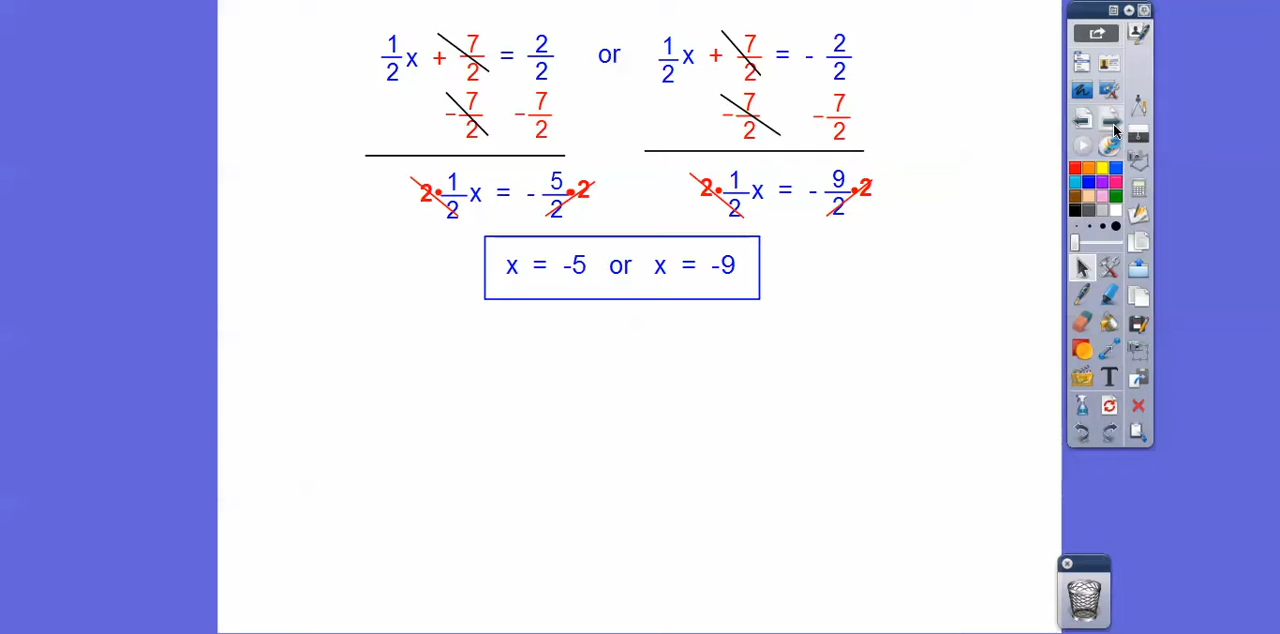 1/2 x + 7/2 = 2/2 or 1/2 x + 7/2 = - 2/2
- 7/2 - 7/2 - 7/2 - 7/2
2 • 1/2 x = - 5/2 • 2 2 • 1/2 x = - 9/2 • 2
x = -5 or x = -9
T